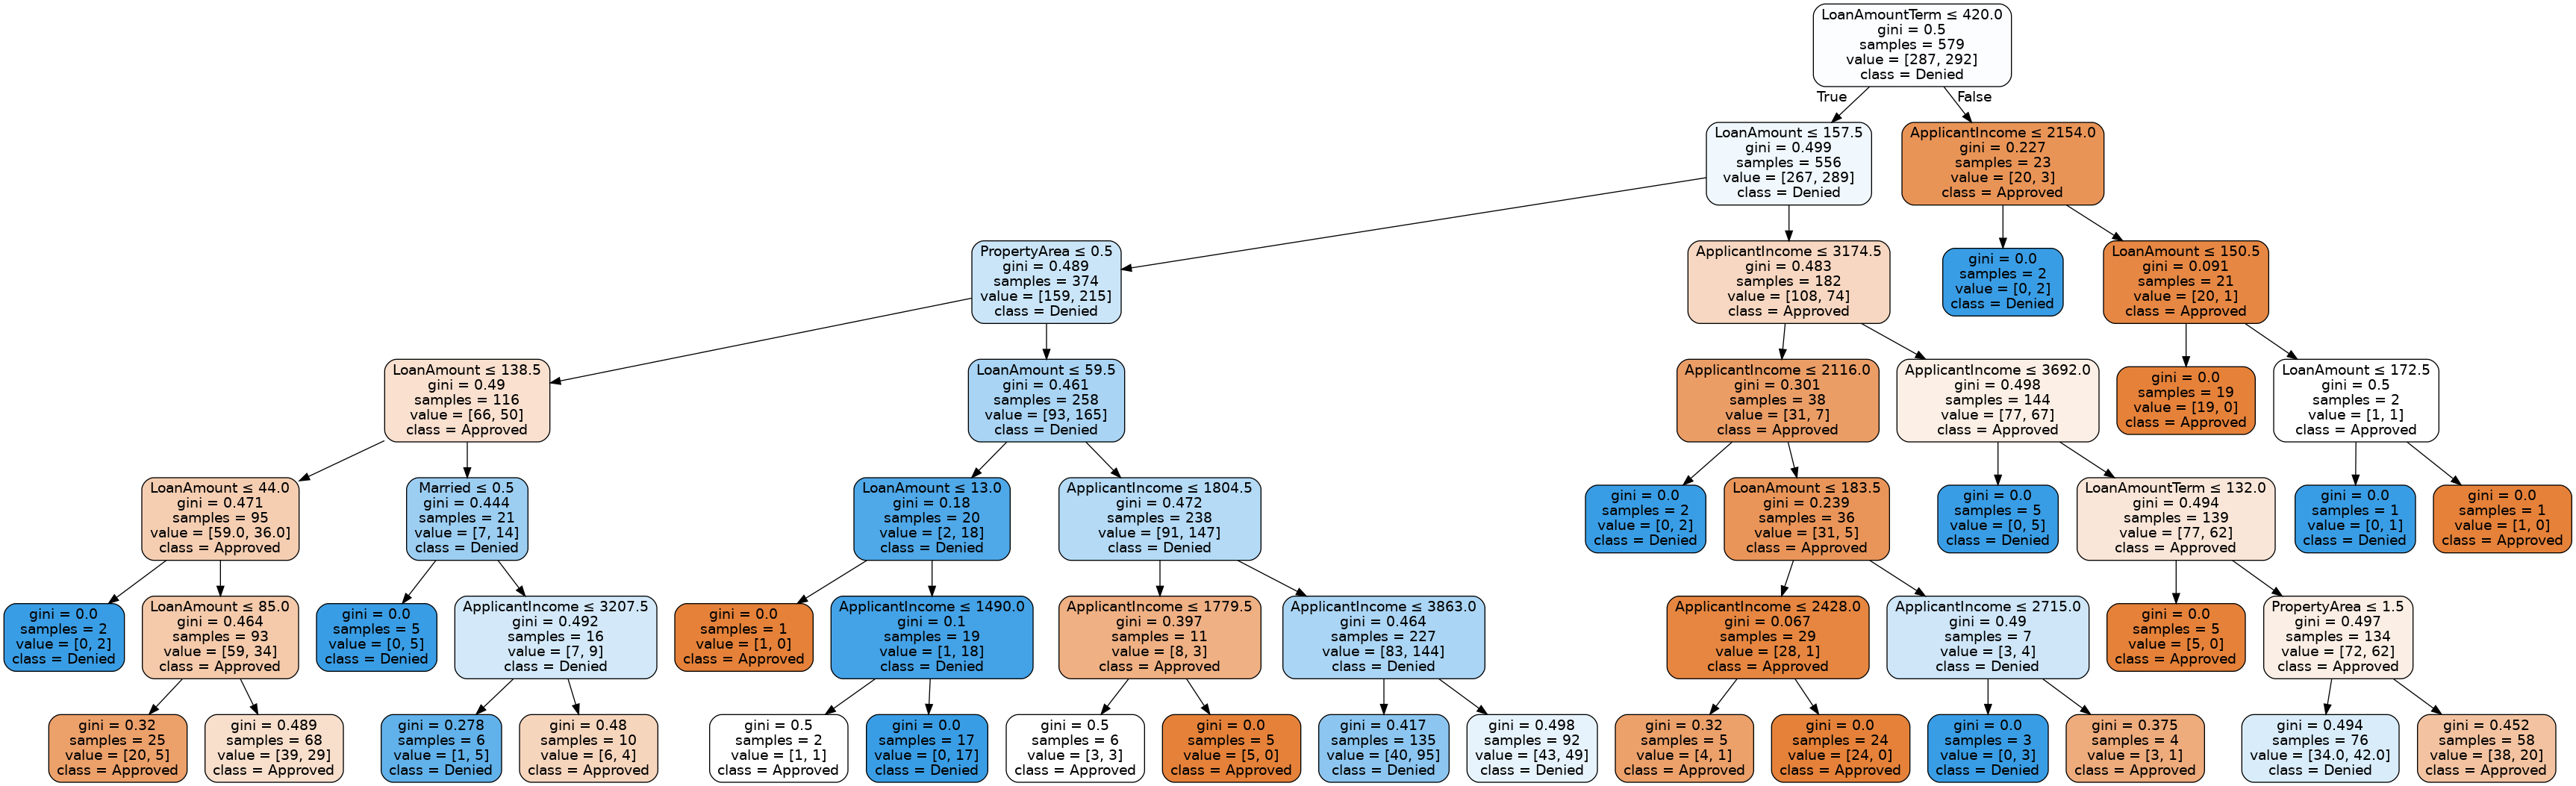 LoanAmountTerm ≤ 420.0
gini = 0.5
samples = 579
value = [287, 292]
class = Denied
True
False
LoanAmount ≤ 157.5
gini = 0.499
samples = 556
value = [267, 289]
class = Denied
ApplicantIncome ≤ 2154.0
gini = 0.227
samples = 23
value = [20, 3]
class = Approved
PropertyArea ≤ 0.5
gini = 0.489
samples = 374
value = [159, 215]
class = Denied
ApplicantIncome ≤ 3174.5
gini = 0.483
samples = 182
value = [108, 74]
class = Approved
gini = 0.0
samples = 2
value = [0, 2]
class = Denied
LoanAmount ≤ 150.5
gini = 0.091
samples = 21
value = [20, 1]
class = Approved
LoanAmount ≤ 138.5
gini = 0.49
samples = 116
value = [66, 50]
class = Approved
LoanAmount ≤ 59.5
gini = 0.461
samples = 258
value = [93, 165]
class = Denied
ApplicantIncome ≤ 2116.0
gini = 0.301
samples = 38
value = [31, 7]
class = Approved
ApplicantIncome ≤ 3692.0
gini = 0.498
samples = 144
value = [77, 67]
class = Approved
gini = 0.0
samples = 19
value = [19, 0]
class = Approved
LoanAmount ≤ 172.5
gini = 0.5
samples = 2
value = [1, 1]
class = Approved
LoanAmount ≤ 44.0
gini = 0.471
samples = 95
value = [59.0, 36.0]
class = Approved
Married ≤ 0.5
gini = 0.444
samples = 21
value = [7, 14]
class = Denied
LoanAmount ≤ 13.0
gini = 0.18
samples = 20
value = [2, 18]
class = Denied
ApplicantIncome ≤ 1804.5
gini = 0.472
samples = 238
value = [91, 147]
class = Denied
gini = 0.0
samples = 2
value = [0, 2]
class = Denied
LoanAmount ≤ 183.5
gini = 0.239
samples = 36
value = [31, 5]
class = Approved
gini = 0.0
samples = 5
value = [0, 5]
class = Denied
LoanAmountTerm ≤ 132.0
gini = 0.494
samples = 139
value = [77, 62]
class = Approved
gini = 0.0
samples = 1
value = [0, 1]
class = Denied
gini = 0.0
samples = 1
value = [1, 0]
class = Approved
gini = 0.0
samples = 2
value = [0, 2]
class = Denied
LoanAmount ≤ 85.0
gini = 0.464
samples = 93
value = [59, 34]
class = Approved
gini = 0.0
samples = 5
value = [0, 5]
class = Denied
ApplicantIncome ≤ 3207.5
gini = 0.492
samples = 16
value = [7, 9]
class = Denied
gini = 0.0
samples = 1
value = [1, 0]
class = Approved
ApplicantIncome ≤ 1490.0
gini = 0.1
samples = 19
value = [1, 18]
class = Denied
ApplicantIncome ≤ 1779.5
gini = 0.397
samples = 11
value = [8, 3]
class = Approved
ApplicantIncome ≤ 3863.0
gini = 0.464
samples = 227
value = [83, 144]
class = Denied
ApplicantIncome ≤ 2428.0
gini = 0.067
samples = 29
value = [28, 1]
class = Approved
ApplicantIncome ≤ 2715.0
gini = 0.49
samples = 7
value = [3, 4]
class = Denied
gini = 0.0
samples = 5
value = [5, 0]
class = Approved
PropertyArea ≤ 1.5
gini = 0.497
samples = 134
value = [72, 62]
class = Approved
gini = 0.32
samples = 25
value = [20, 5]
class = Approved
gini = 0.489
samples = 68
value = [39, 29]
class = Approved
gini = 0.278
samples = 6
value = [1, 5]
class = Denied
gini = 0.48
samples = 10
value = [6, 4]
class = Approved
gini = 0.5
samples = 2
value = [1, 1]
class = Approved
gini = 0.0
samples = 17
value = [0, 17]
class = Denied
gini = 0.5
samples = 6
value = [3, 3]
class = Approved
gini = 0.0
samples = 5
value = [5, 0]
class = Approved
gini = 0.417
samples = 135
value = [40, 95]
class = Denied
gini = 0.498
samples = 92
value = [43, 49]
class = Denied
gini = 0.32
samples = 5
value = [4, 1]
class = Approved
gini = 0.0
samples = 24
value = [24, 0]
class = Approved
gini = 0.0
samples = 3
value = [0, 3]
class = Denied
gini = 0.375
samples = 4
value = [3, 1]
class = Approved
gini = 0.494
samples = 76
value = [34.0, 42.0]
class = Denied
gini = 0.452
samples = 58
value = [38, 20]
class = Approved